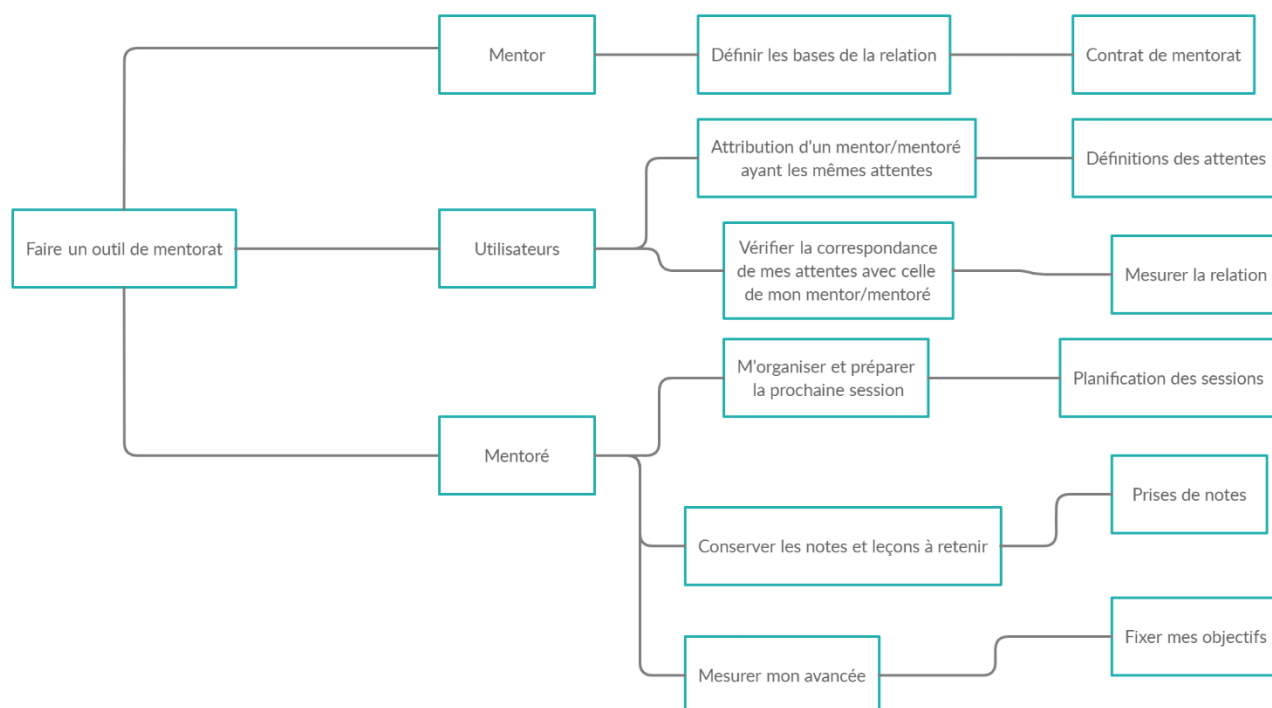 Mentor
Définir les bases de la relation
Contrat de mentorat
Attribution d'un mentor/mentoré
ayant les mêmes attentes
Définitions des attentes
Faire un outil de mentorat
Utilisateurs
Vérifier la correspondance
de mes attentes avec celle
de mon mentor/mentoré
Mesurer la relation
M'organiser et préparer
la prochaine session
Planification des sessions
Mentoré
Conserver les notes et leçons à retenir
Prises de notes
Mesurer mon avancée
Fixer mes objectifs